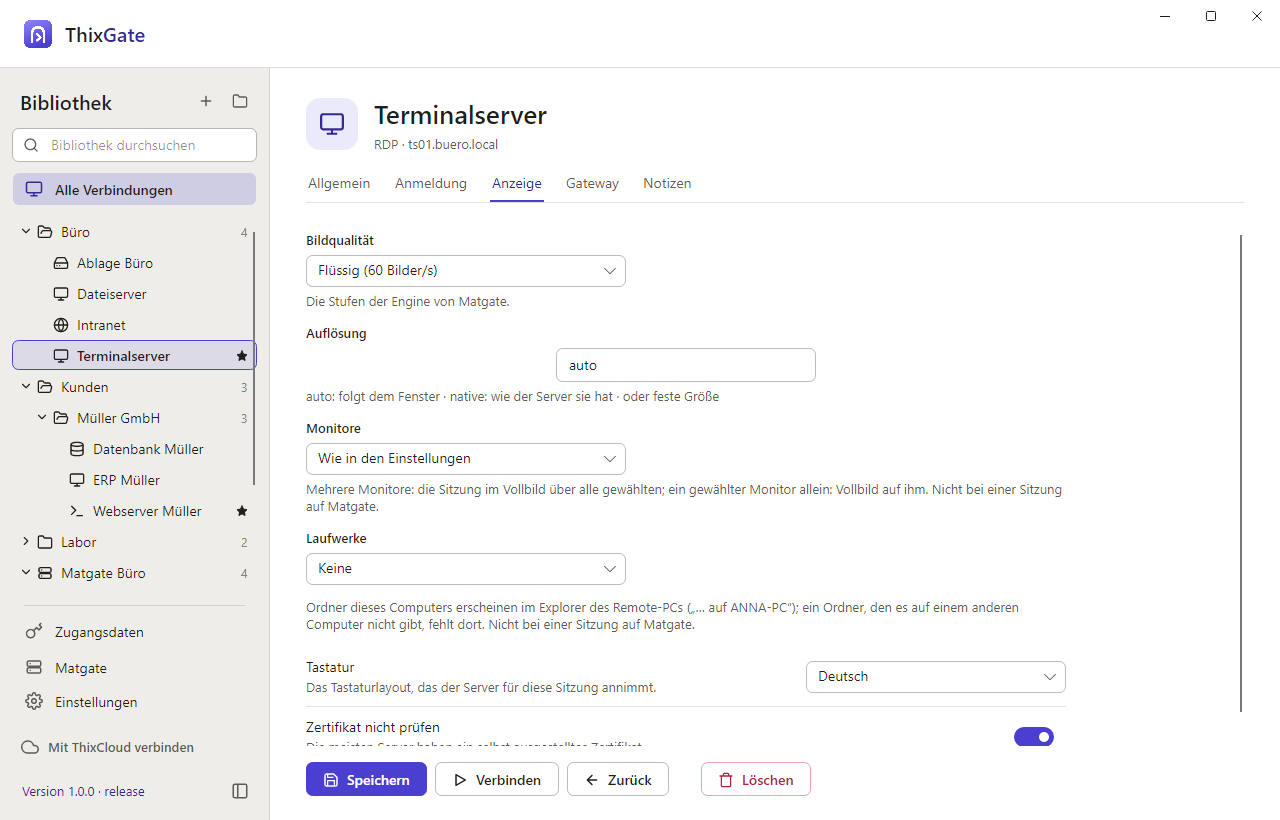 ThixGate
Bibliothek
Bibliothek durchsuchen
Alle Verbindungen
Büro 4
Ablage Büro
Dateiserver
Intranet
Terminalserver
Kunden 3
Müller GmbH 3
Datenbank Müller
ERP Müller
Webserver Müller
Labor 2
Matgate Büro 4
Zugangsdaten
Matgate
Einstellungen
Mit ThixCloud verbinden
Version 1.0.0 · release
Terminalserver
RDP · ts01.buero.local
Allgemein Anmeldung Anzeige Gateway Notizen
Bildqualität
Flüssig (60 Bilder/s)
Die Stufen der Engine von Matgate.
Auflösung
auto
auto: folgt dem Fenster · native: wie der Server sie hat · oder feste Größe
Monitore
Wie in den Einstellungen
Mehrere Monitore: die Sitzung im Vollbild über alle gewählten; ein gewählter Monitor allein: Vollbild auf ihm. Nicht bei einer Sitzung
auf Matgate.
Laufwerke
Keine
Ordner dieses Computers erscheinen im Explorer des Remote-PCs („… auf ANNA-PC“); ein Ordner, den es auf einem anderen
Computer nicht gibt, fehlt dort. Nicht bei einer Sitzung auf Matgate.
Tastatur
Deutsch
Das Tastaturlayout, das der Server für diese Sitzung annimmt.
Zertifikat nicht prüfen
Die meisten Server haben ein selbst ausgestelltes Zertifikat.
Speichern Verbinden Zurück Löschen